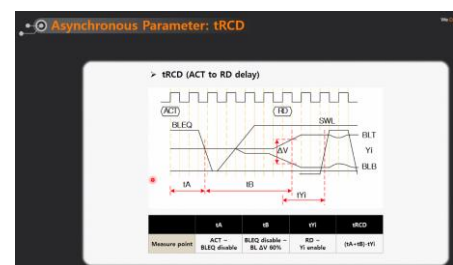 Asynchronous Parameter: tRCD
We
➢ tRCD (ACT to RD delay)
ACT
RD
BLEQ
SWL
BLT
ΔV
Yi
BLB
tA
tB
tYi
tA tB tYi tRCD
Measure point ACT ~ BLEQ disable BLEQ disable ~ BL ΔV 60% RD ~ Yi enable (tA+tB)-tYi